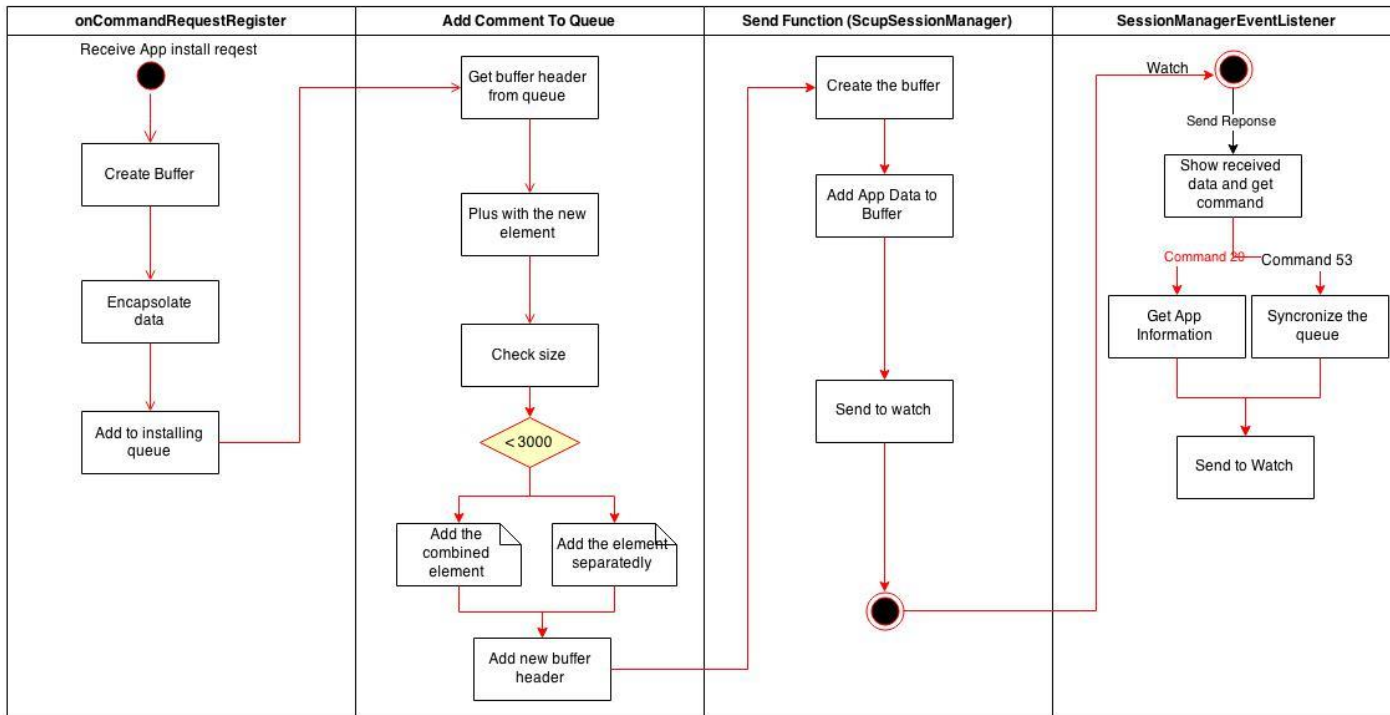 onCommandRequestRegister
Receive App install reqest
Create Buffer
Encapsolate
data
Add to installing
queue
Add Comment To Queue
Get buffer header
from queue
Plus with the new
element
Check size
< 3000
Add the
combined
element
Add the element
separatedly
Add new buffer
header
Send Function (ScupSessionManager)
Create the buffer
Add App Data to
Buffer
Send to watch
SessionManagerEventListener
Watch
Send Reponse
Show received
data and get
command
Command 20
Command 53
Get App
Information
Syncronize the
queue
Send to Watch